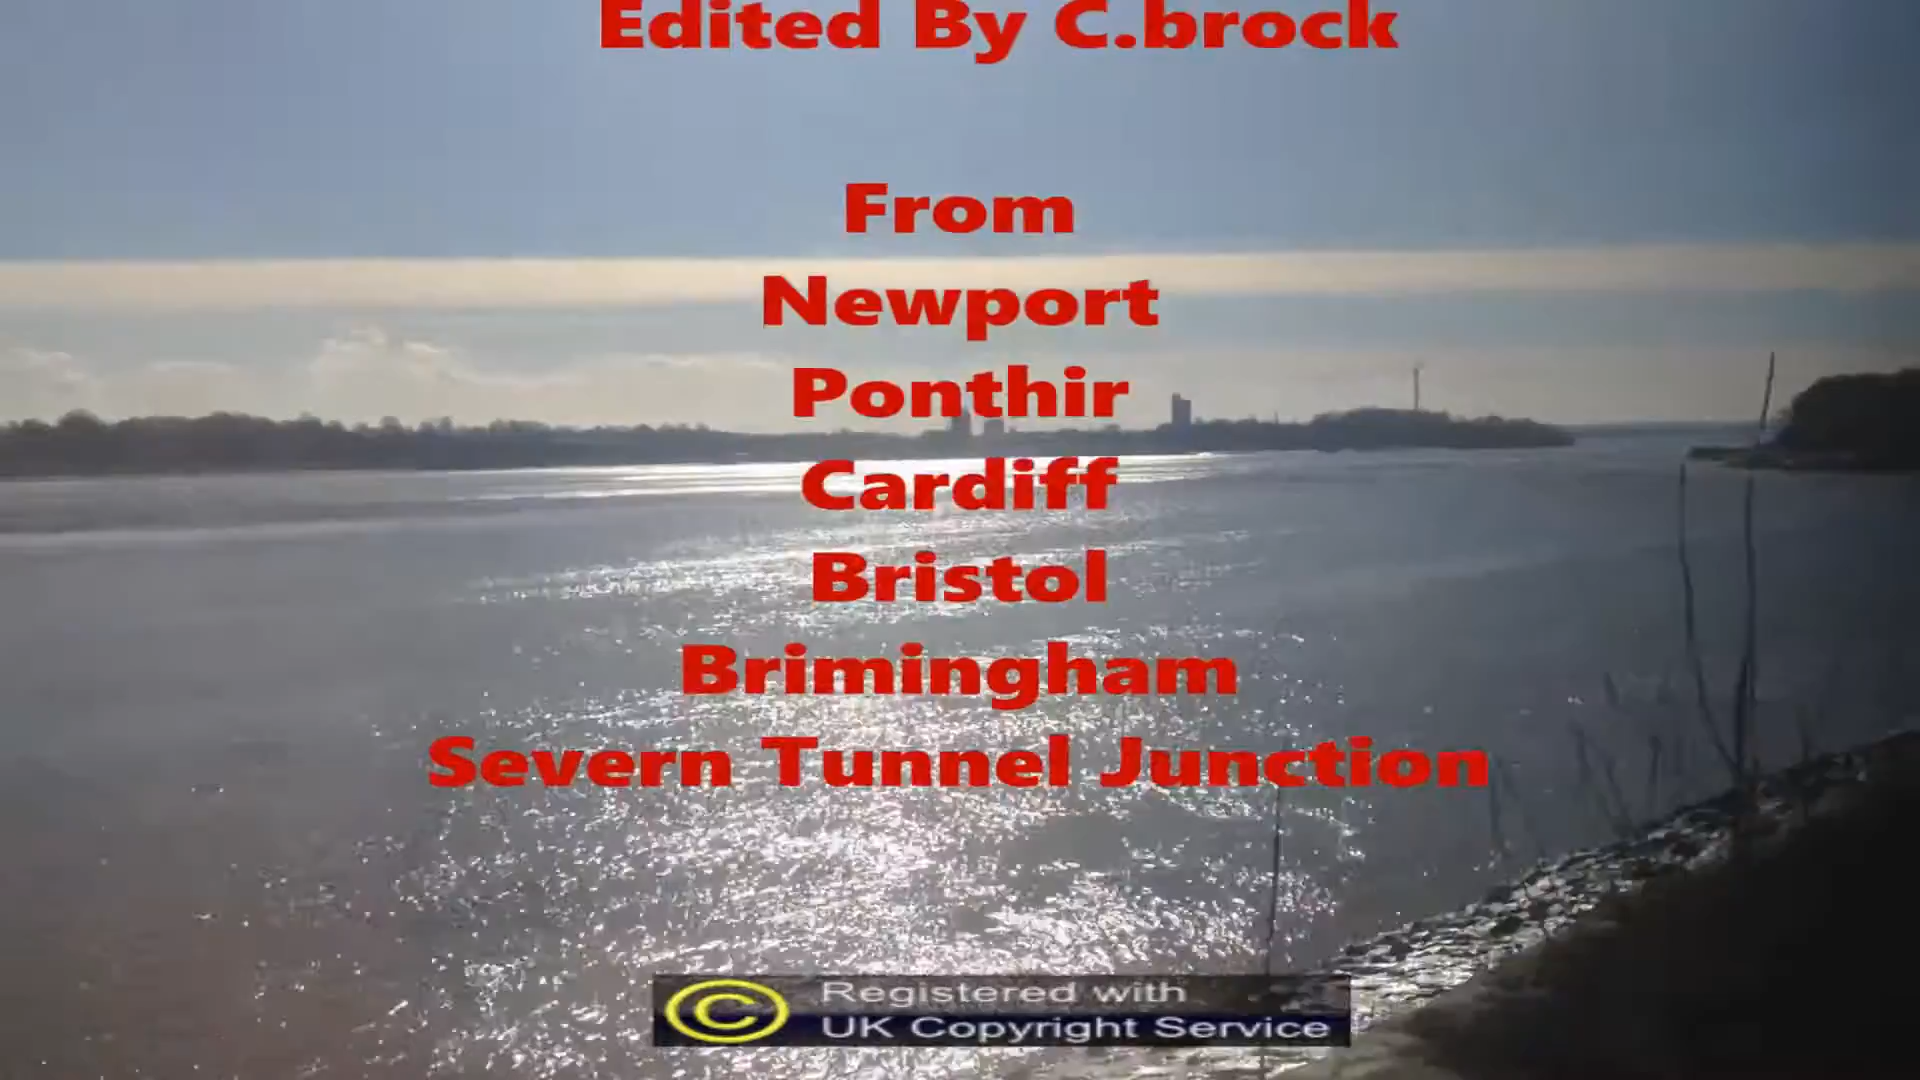 Edited By C.brock
From
Newport
Ponthir
Cardiff
Bristol
Brimingham
Severn Tunnel Junction
Registered with
UK Copyright Service